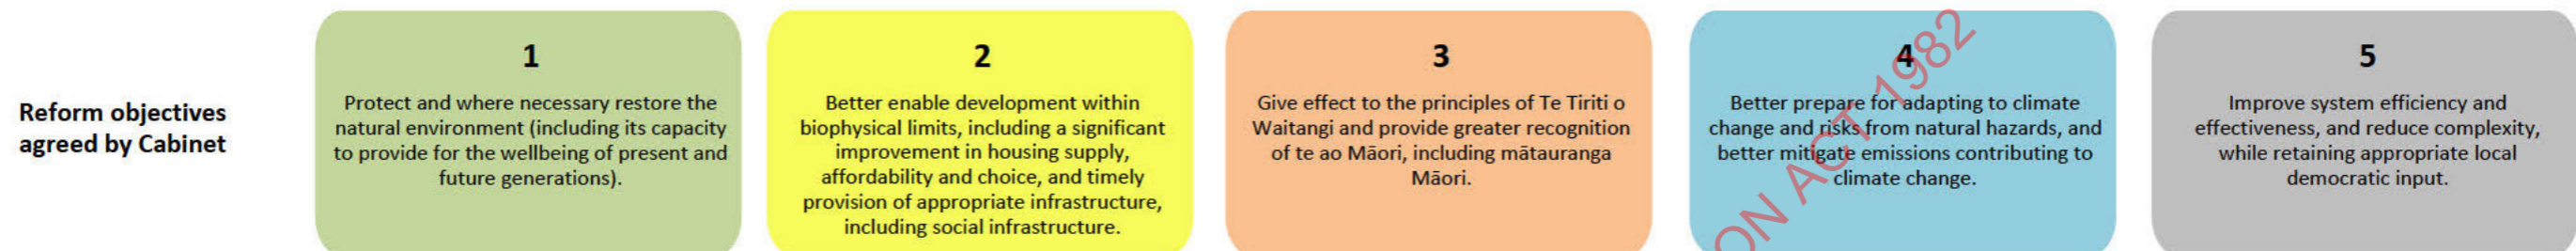 Reform objectives
agreed by Cabinet
1
Protect and where necessary restore the
natural environment (including its capacity
to provide for the wellbeing of present and
future generations).
2
Better enable development within
biophysical limits, including a significant
improvement in housing supply,
affordability and choice, and timely
provision of appropriate infrastructure,
including social infrastructure.
3
Give effect to the principles of Te Tiriti o
Waitangi and provide greater recognition
of te ao Māori, including mātauranga
Māori.
4
Better prepare for adapting to climate
change and risks from natural hazards, and
better mitigate emissions contributing to
climate change.
5
Improve system efficiency and
effectiveness, and reduce complexity,
while retaining appropriate local
democratic input.
ON ACT 1982